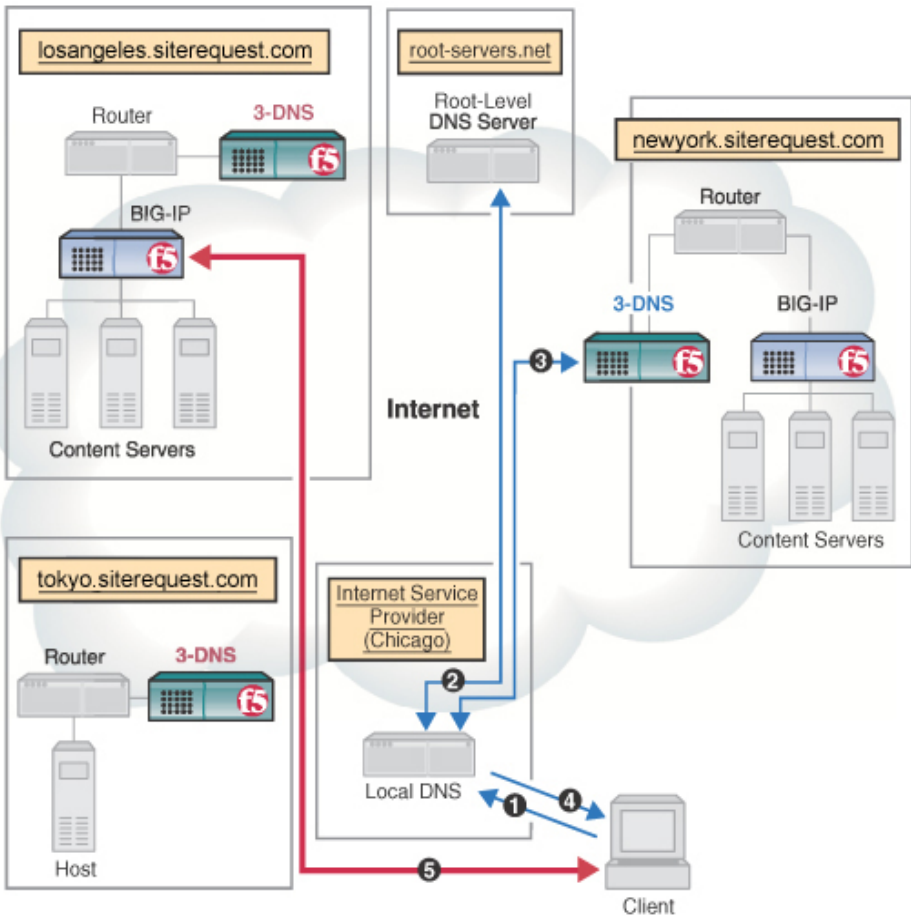 losangeles.siterequest.com
Router
3-DNS
f5
BIG-IP
f5
Content Servers
root-servers.net
Root-Level
DNS Server
newyork.siterequest.com
Router
3-DNS
f5
BIG-IP
f5
Content Servers
Internet
3
tokyo.siterequest.com
Router
3-DNS
f5
Host
Internet Service
Provider
(Chicago)
2
Local DNS
1
4
5
Client